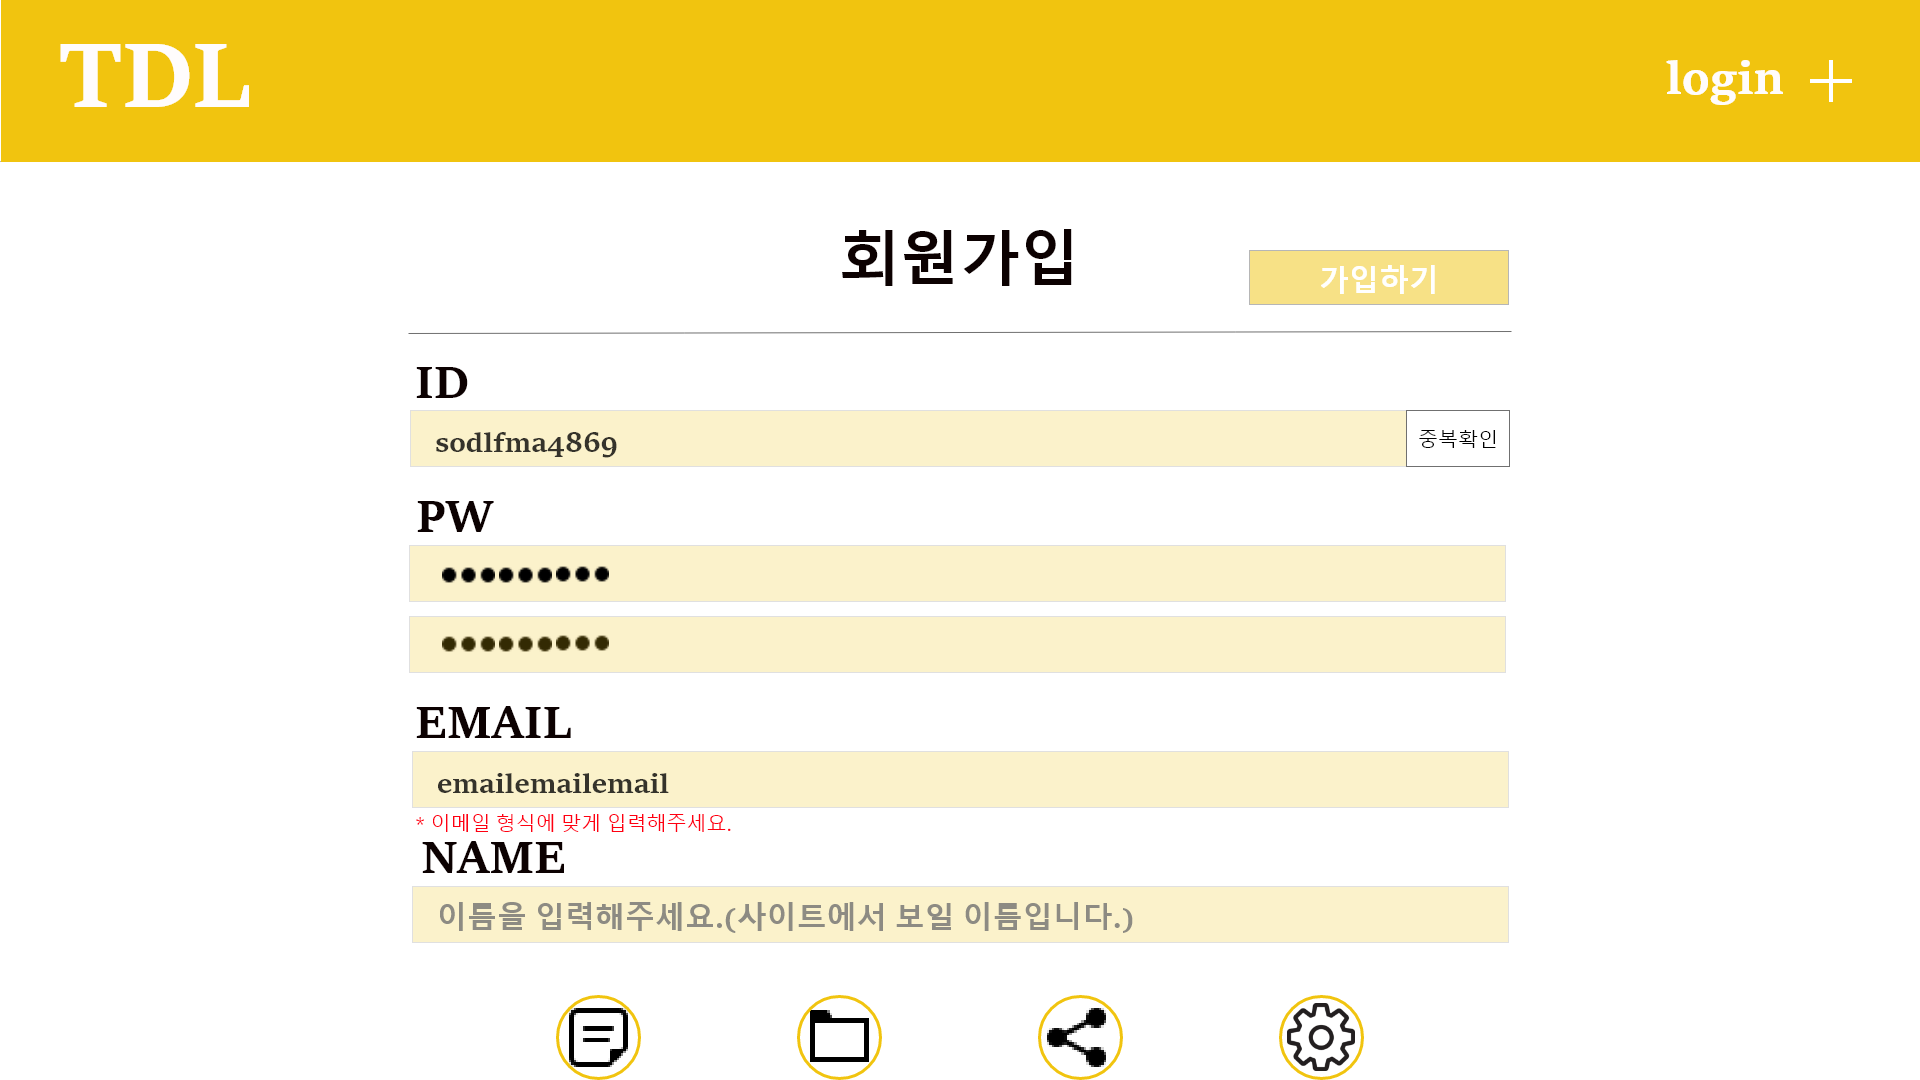 TDL
login
회원가입
가입하기
ID
sodlfma4869
중복확인
PW
●●●●●●●●●
●●●●●●●●●
EMAIL
emailemailemail
* 이메일 형식에 맞게 입력해주세요.
NAME
이름을 입력해주세요.(사이트에서 보일 이름입니다.)